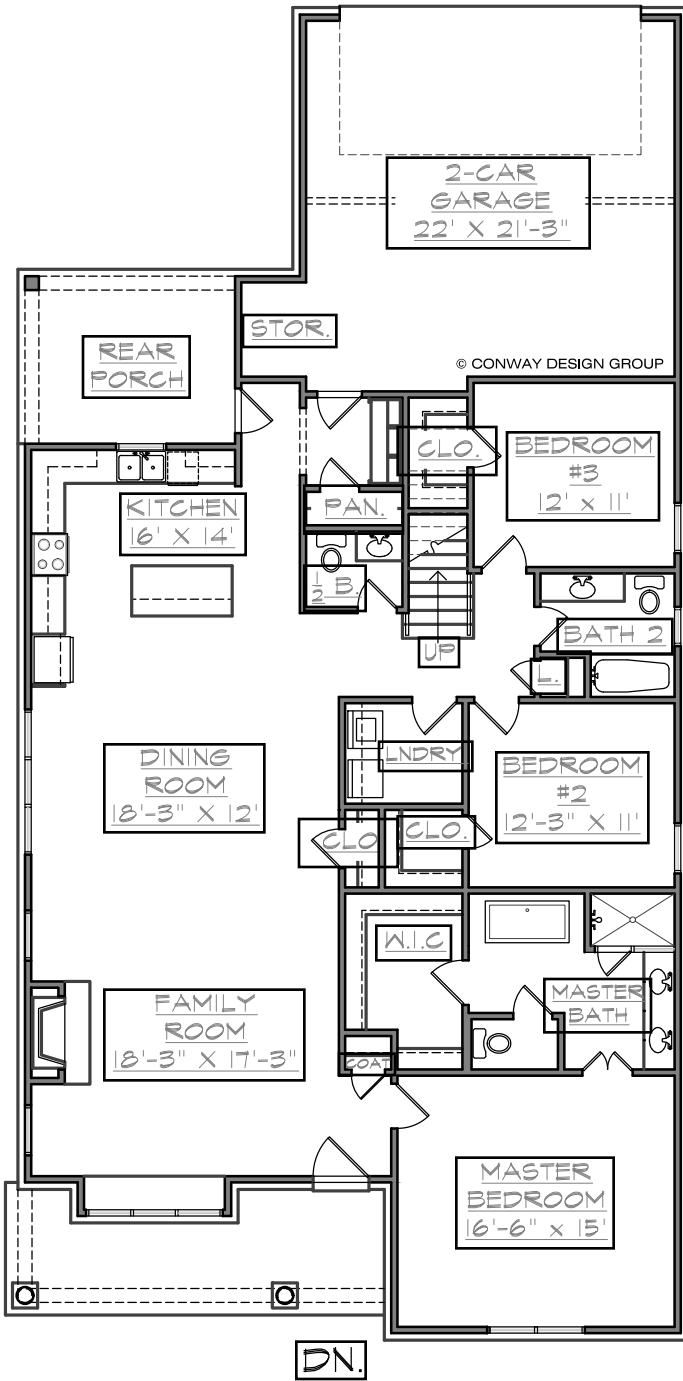 2-CAR
GARAGE
22' X 21'-3"
STOR.
REAR
PORCH
© CONWAY DESIGN GROUP
CLO.
BEDROOM
#3
12' x 11'
KITCHEN
16' X 14'
PAN.
½ B.
UP
BATH 2
L.
DINING
ROOM
18'-3" X 12'
LNDRY
BEDROOM
#2
12'-3" X 11'
CLO
CLO.
W.I.C
MASTER
BATH
FAMILY
ROOM
18'-3" X 17'-3"
COAT
MASTER
BEDROOM
16'-6" x 15'
DN.